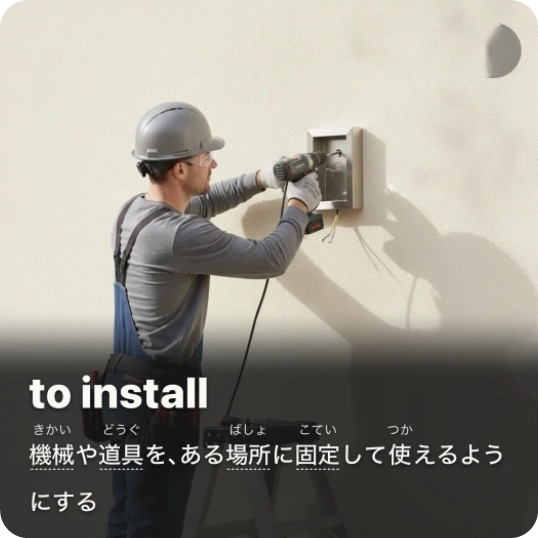 to install
きかい どうぐ ばしょ こてい つか
機械や道具を、ある場所に固定して使えるよう
にする